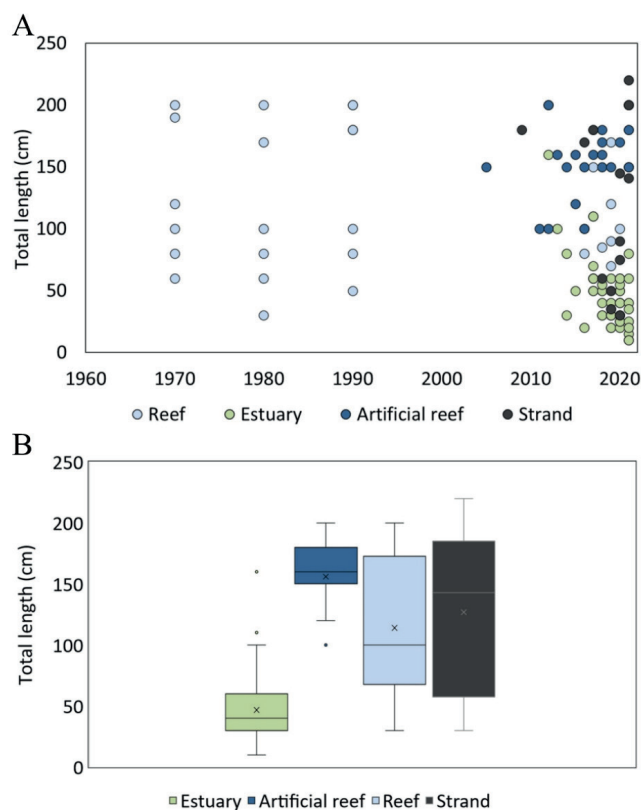 A
250
200
150
100
50
0
Total length (cm)
1960 1970 1980 1990 2000 2010 2020
Reef Estuary Artificial reef Strand
B
250
200
150
100
50
0
Total length (cm)
Estuary Artificial reef Reef Strand